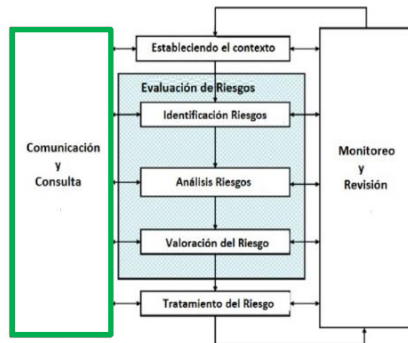 Estableciendo el contexto
Evaluación de Riesgos
Identificación Riesgos
Comunicación
y
Consulta
Análisis Riesgos
Monitoreo
y
Revisión
Valoración del Riesgo
Tratamiento del Riesgo